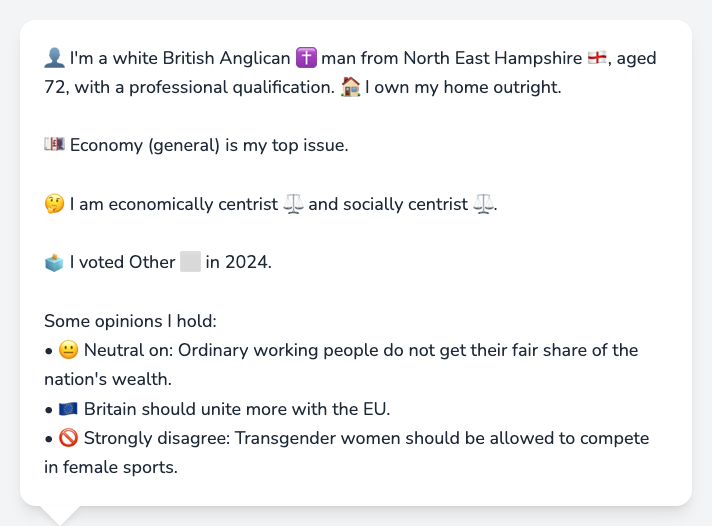 👤 I'm a white British Anglican ✝️ man from North East Hampshire 🏴󠁧󠁢󠁥󠁮󠁧󠁿, aged
72, with a professional qualification. 🏠 I own my home outright.
💷 Economy (general) is my top issue.
🤔 I am economically centrist ⚖️ and socially centrist ⚖️.
🗳️ I voted Other ⬜ in 2024.
Some opinions I hold:
• 😐 Neutral on: Ordinary working people do not get their fair share of the
nation's wealth.
• 🇪🇺 Britain should unite more with the EU.
• 🚫 Strongly disagree: Transgender women should be allowed to compete
in female sports.